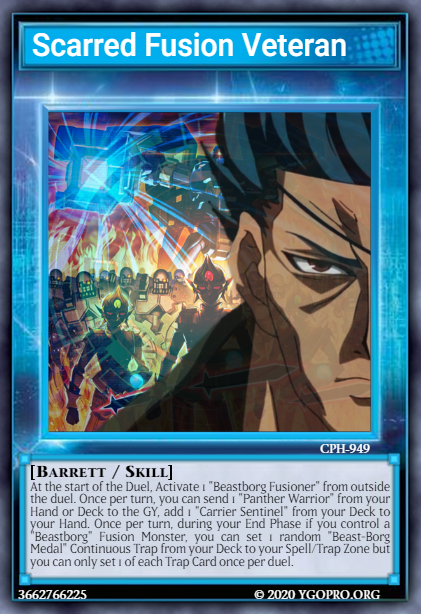 Scarred Fusion Veteran
CPH-949
[Barrett / Skill]
At the start of the Duel, Activate 1 "Beastborg Fusioner" from outside
the duel. Once per turn, you can send 1 "Panther Warrior" from your
Hand or Deck to the GY, add 1 "Carrier Sentinel" from your Deck to
your Hand. Once per turn, during your End Phase if you control a
"Beastborg" Fusion Monster, you can set 1 random "Beast-Borg
Medal" Continuous Trap from your Deck to your Spell/Trap Zone but
you can only set 1 of each Trap Card once per duel.
3662766225
© 2020 YGOPRO.ORG